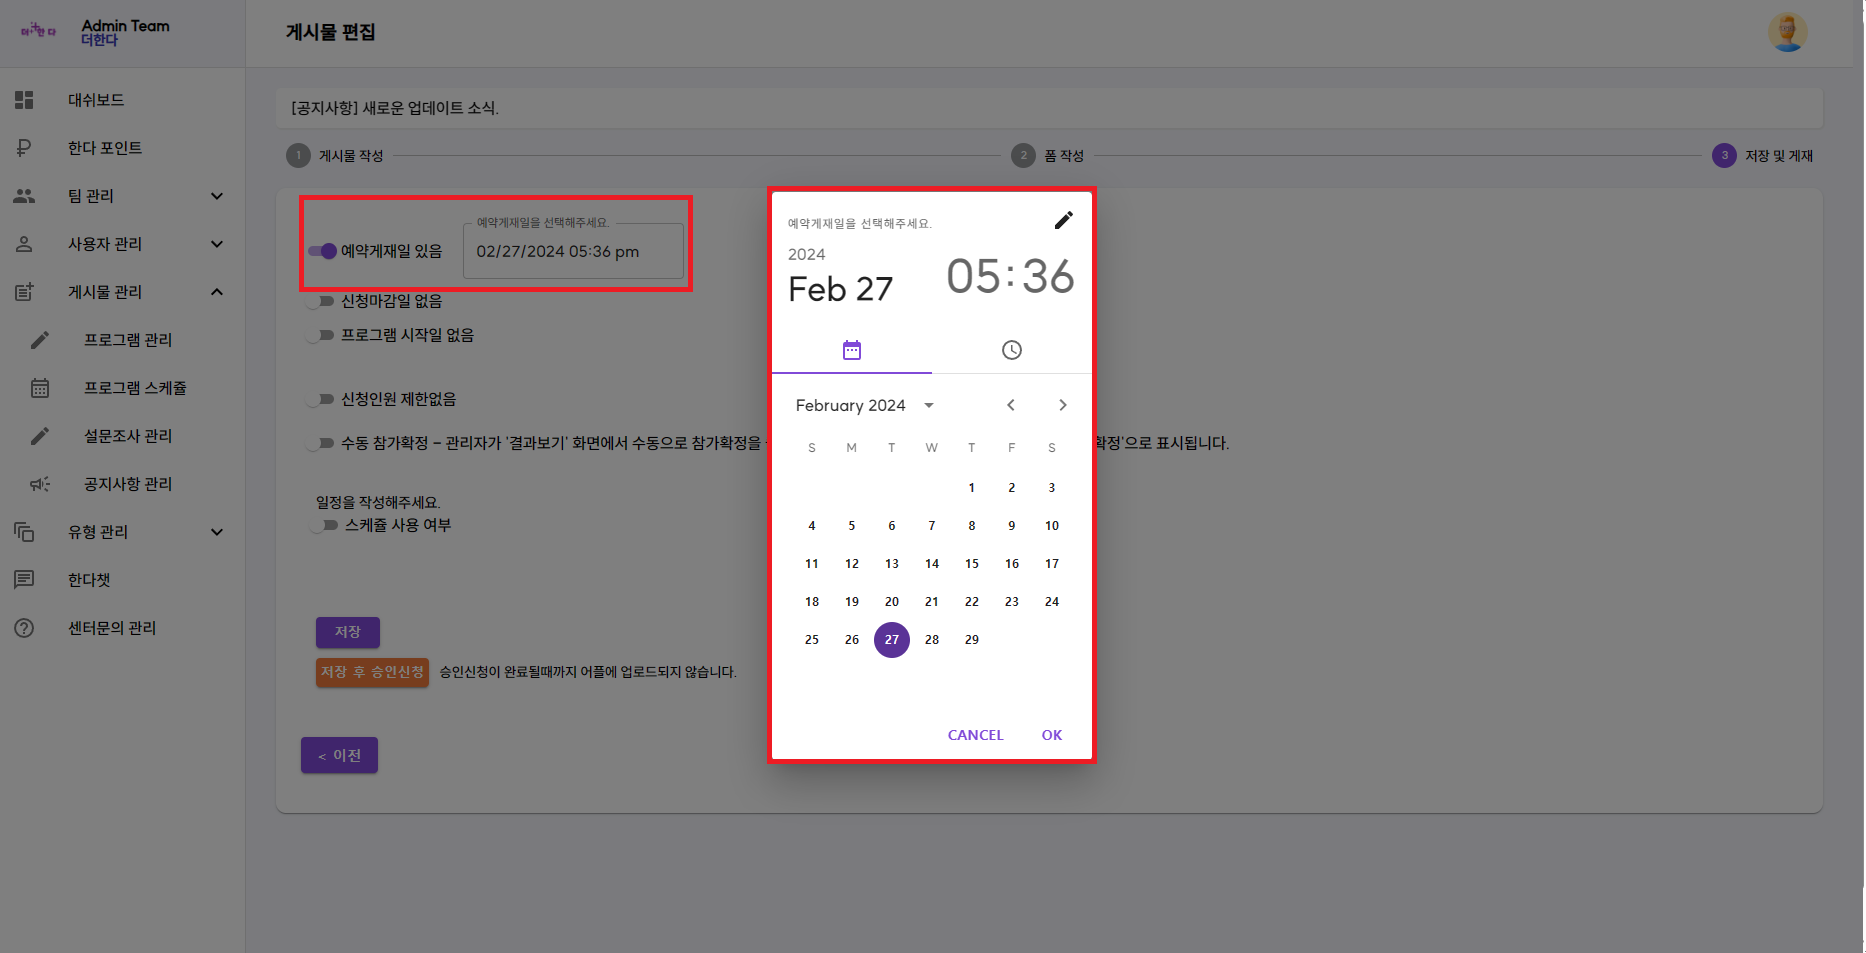 더한다
Admin Team
더한다
게시물 편집
대쉬보드
한다 포인트
팀 관리
사용자 관리
게시물 관리
프로그램 관리
프로그램 스케쥴
설문조사 관리
공지사항 관리
유형 관리
한다챗
센터문의 관리
[공지사항] 새로운 업데이트 소식.
1 게시물 작성
2 폼 작성
3 저장 및 게재
예약게재일 있음
예약게재일을 선택해주세요.
02/27/2024 05:36 pm
신청마감일 없음
프로그램 시작일 없음
신청인원 제한없음
수동 참가확정 - 관리자가 '결과보기' 화면에서 수동으로 참가확정을
확정'으로 표시됩니다.
일정을 작성해주세요.
스케쥴 사용 여부
저장
저장 후 승인신청
승인신청이 완료될때까지 어플에 업로드되지 않습니다.
< 이전
예약게재일을 선택해주세요.
2024
Feb 27
05:36
February 2024
S M T W T F S
1 2 3
4 5 6 7 8 9 10
11 12 13 14 15 16 17
18 19 20 21 22 23 24
25 26 27 28 29
CANCEL OK